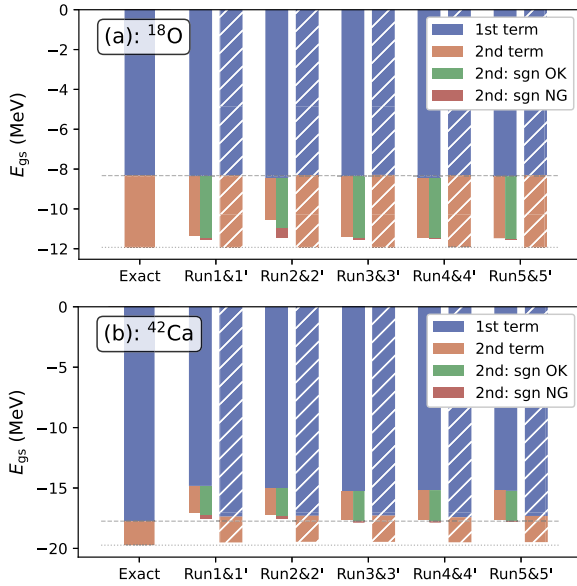 0
−2
−4
−6
−8
−10
−12
E_gs (MeV)
(a): ¹⁸O
1st term
2nd term
2nd: sgn OK
2nd: sgn NG
Exact Run1&1' Run2&2' Run3&3' Run4&4' Run5&5'
0
−5
−10
−15
−20
E_gs (MeV)
(b): ⁴²Ca
1st term
2nd term
2nd: sgn OK
2nd: sgn NG
Exact Run1&1' Run2&2' Run3&3' Run4&4' Run5&5'